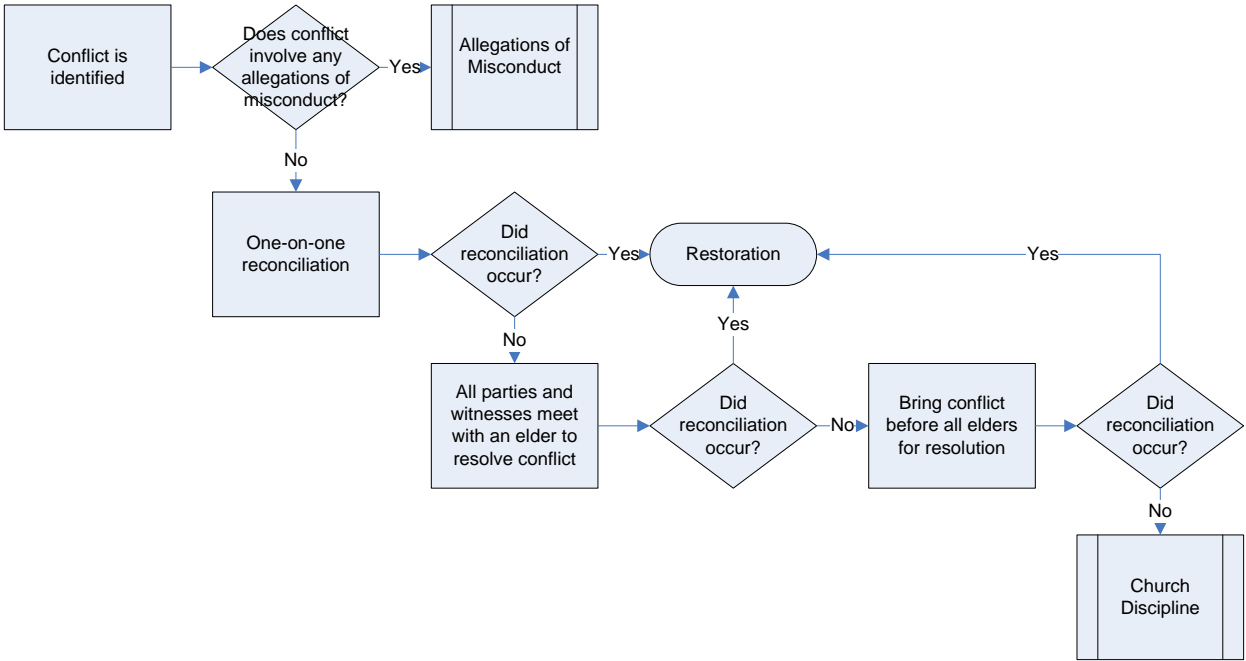 Conflict is
identified
Does conflict
involve any
allegations of
misconduct?
Yes
Allegations of
Misconduct
No
One-on-one
reconciliation
Did
reconciliation
occur?
Yes
Restoration
Yes
No
Yes
All parties and
witnesses meet
with an elder to
resolve conflict
Did
reconciliation
occur?
No
Bring conflict
before all elders
for resolution
Did
reconciliation
occur?
No
Church
Discipline